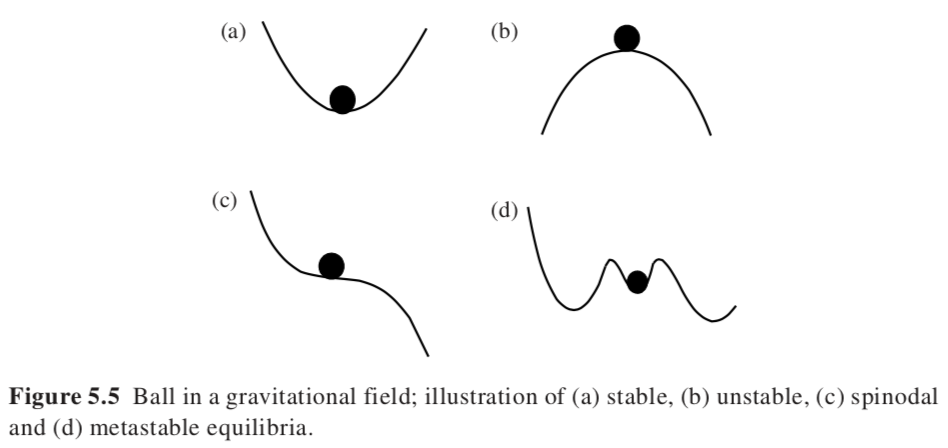 (a)
(b)
(c)
(d)
Figure 5.5 Ball in a gravitational field; illustration of (a) stable, (b) unstable, (c) spinodal
and (d) metastable equilibria.